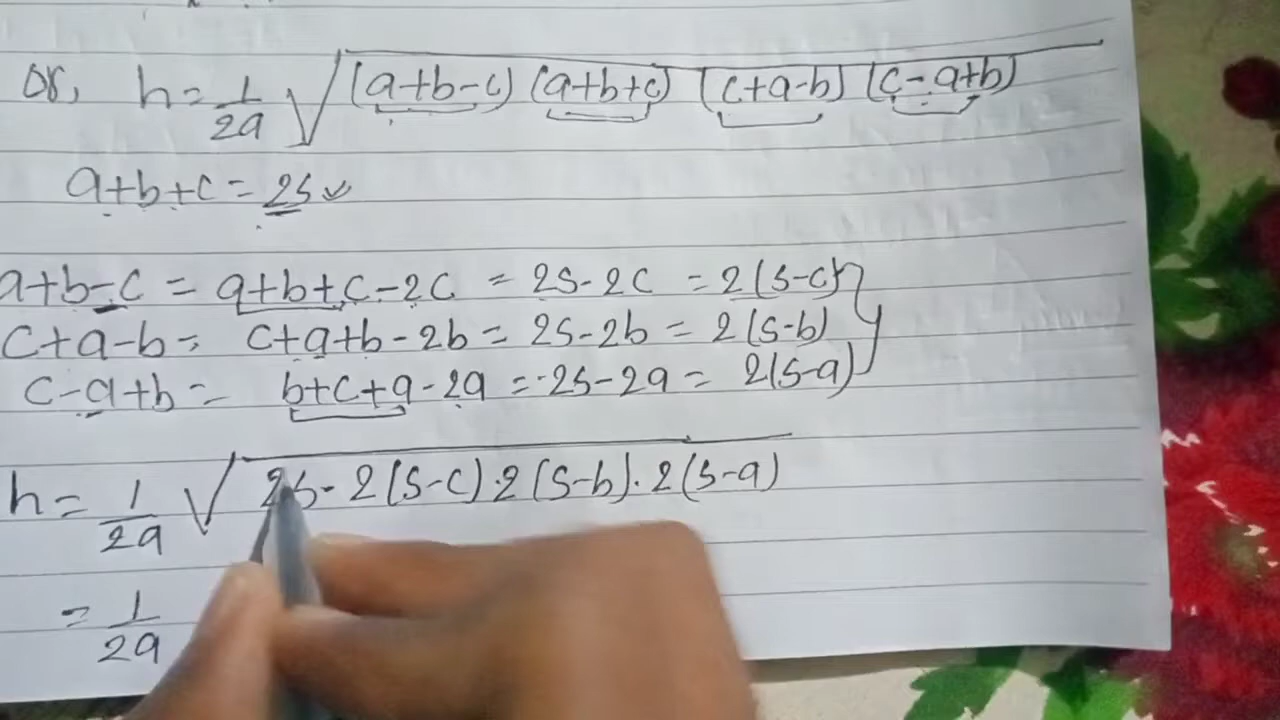 or, h = 1/2a √(a+b-c) (a+b+c) (c+a-b) (c-a+b)
a+b+c = 2s
a+b-c = a+b+c-2c = 2s-2c = 2(s-c)
c+a-b = c+a+b-2b = 2s-2b = 2(s-b)
c-a+b = b+c+a-2a = 2s-2a = 2(s-a)
h = 1/2a √2s·2(s-c)·2(s-b)·2(s-a)
= 1/2a